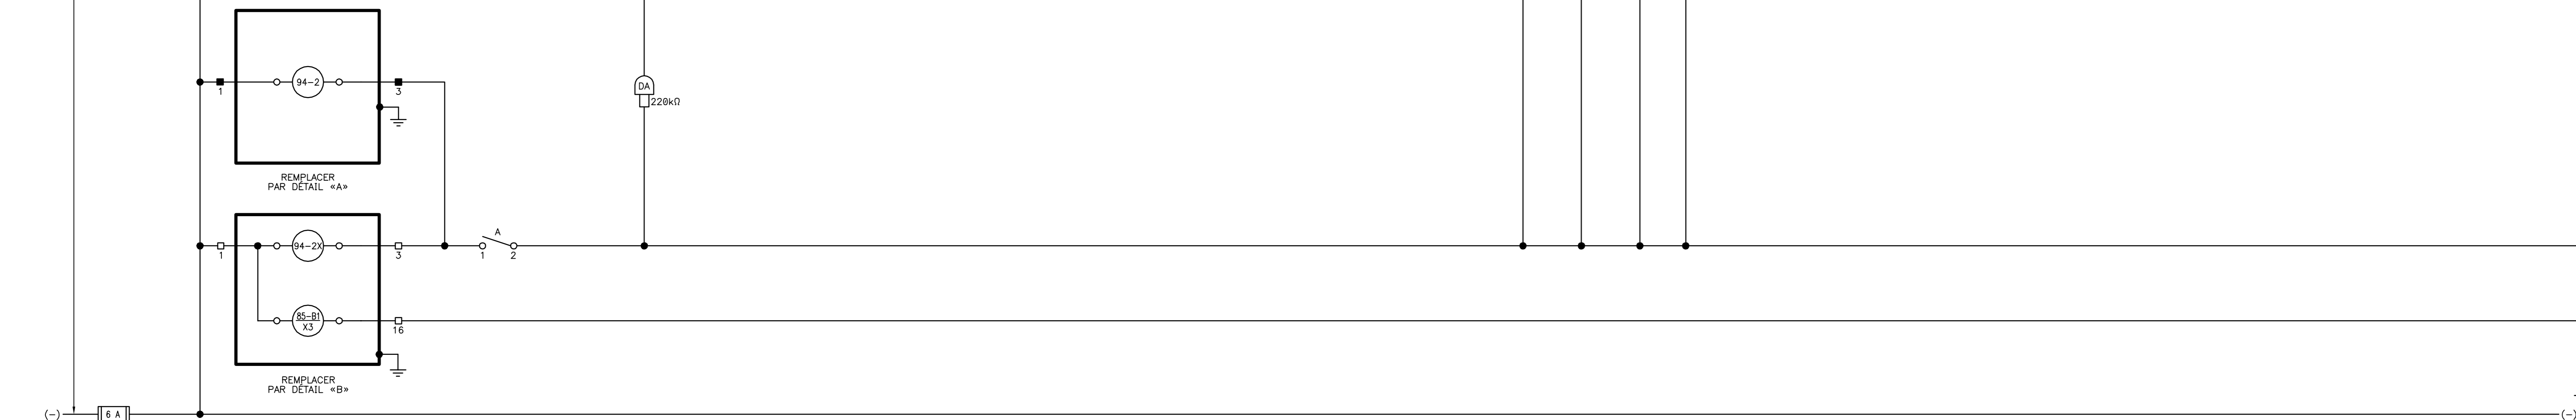 94-2
1
3
DA
220kΩ
REMPLACER
PAR DÉTAIL «A»
A
94-2X
1
3
1
2
85-B1
X3
16
REMPLACER
PAR DÉTAIL «B»
(-)
6 A
(-)